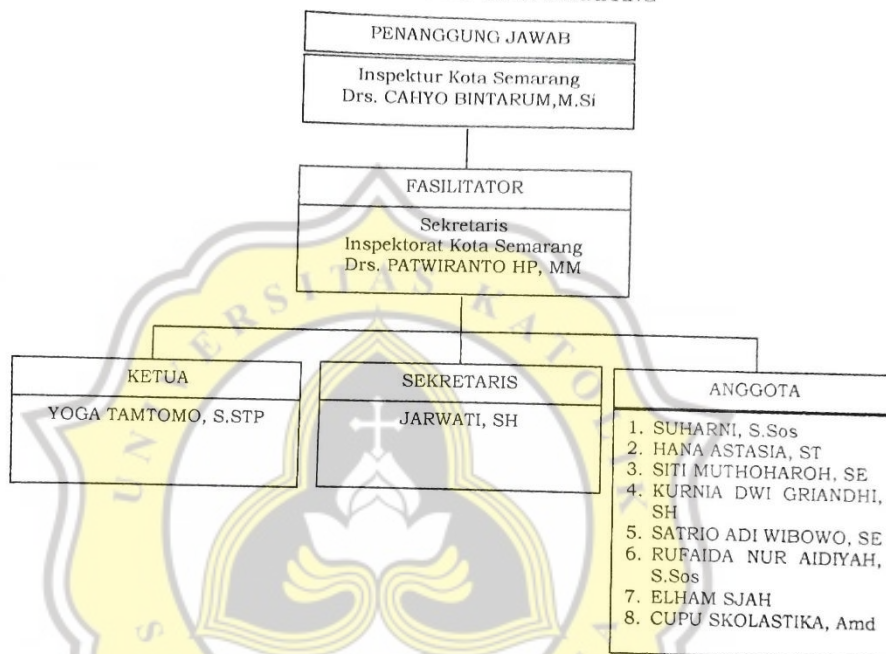 PENANGGUNG JAWAB
Inspektur Kota Semarang
Drs. CAHYO BINTARUM,M.Si
FASILITATOR
Sekretaris
Inspektorat Kota Semarang
Drs. PATWIRANTO HP, MM
KETUA
YOGA TAMTOMO, S.STP
SEKRETARIS
JARWATI, SH
ANGGOTA
1. SUHARNI, S.Sos
2. HANA ASTASIA, ST
3. SITI MUTHOHAROH, SE
4. KURNIA DWI GRIANDHI,
SH
5. SATRIO ADI WIBOWO, SE
6. RUFAIDA NUR AIDIYAH,
S.Sos
7. ELHAM SJAH
8. CUPU SKOLASTIKA, Amd
UNIVERSITAS KATOLIK